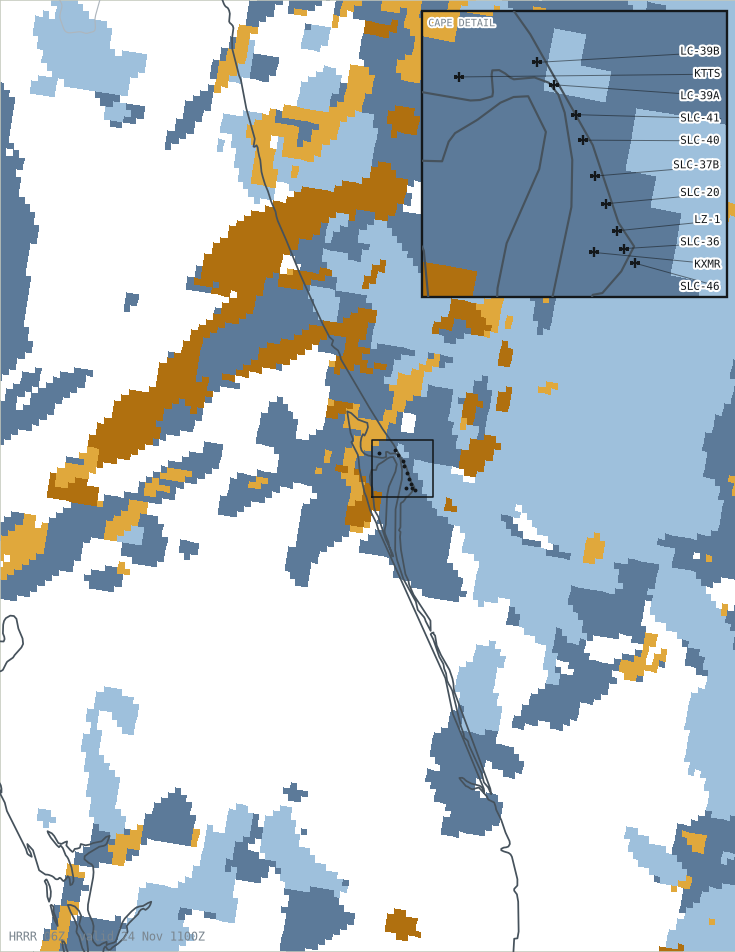 CAPE DETAIL
LC-39B
KTTS
LC-39A
SLC-41
SLC-40
SLC-37B
SLC-20
LZ-1
SLC-36
KXMR
SLC-46
HRRR 24 Nov 1100Z